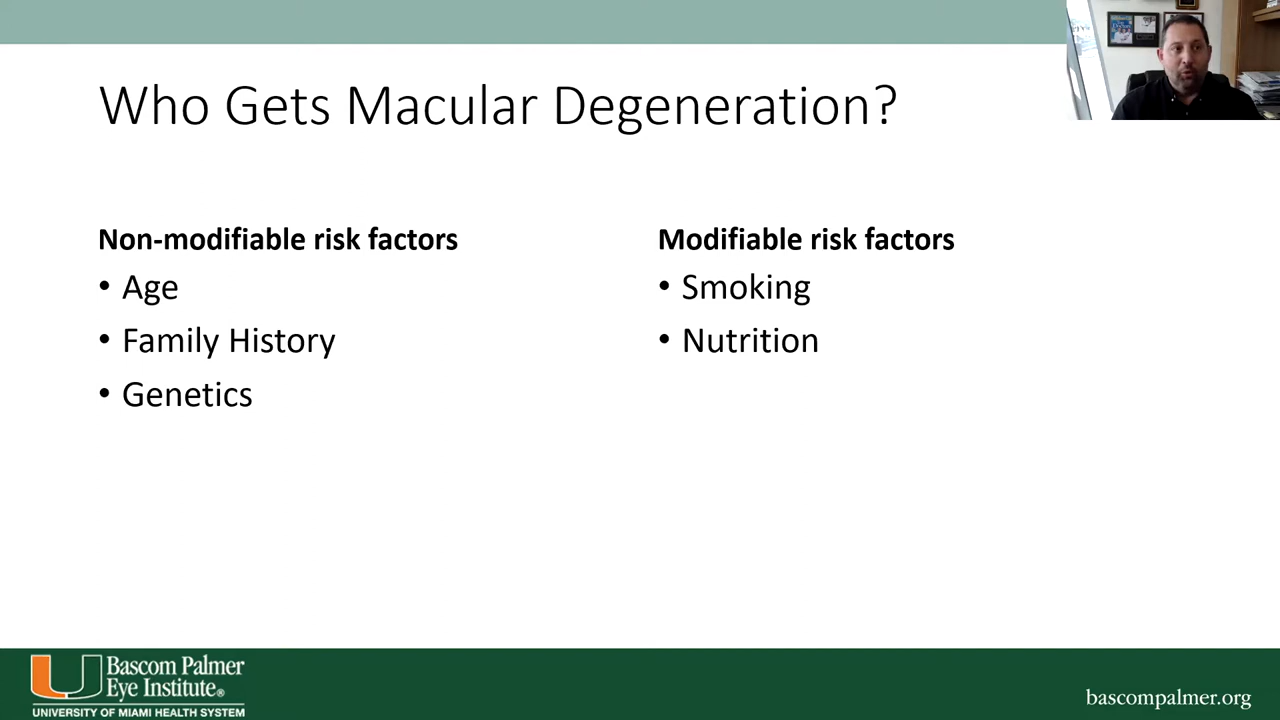 Who Gets Macular Degeneration?
Non-modifiable risk factors
• Age
• Family History
• Genetics
Modifiable risk factors
• Smoking
• Nutrition
Bascom Palmer
Eye Institute®
UNIVERSITY OF MIAMI HEALTH SYSTEM
bascompalmer.org